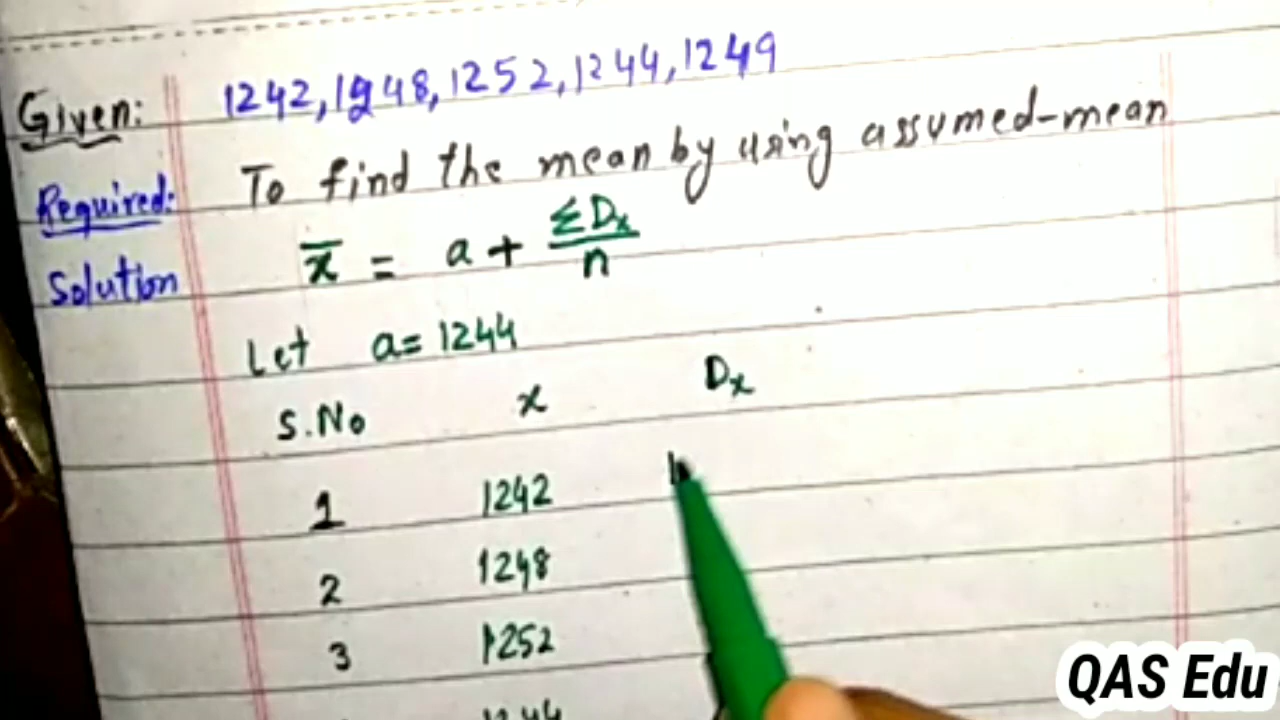 Given: 1242, 1248, 1252, 1244, 1249
Required: To find the mean by using assumed-mean
Solution x̄ = a + ΣDx/n
Let a = 1244
S.No x Dx
1 1242
2 1248
3 1252
1244
QAS Edu